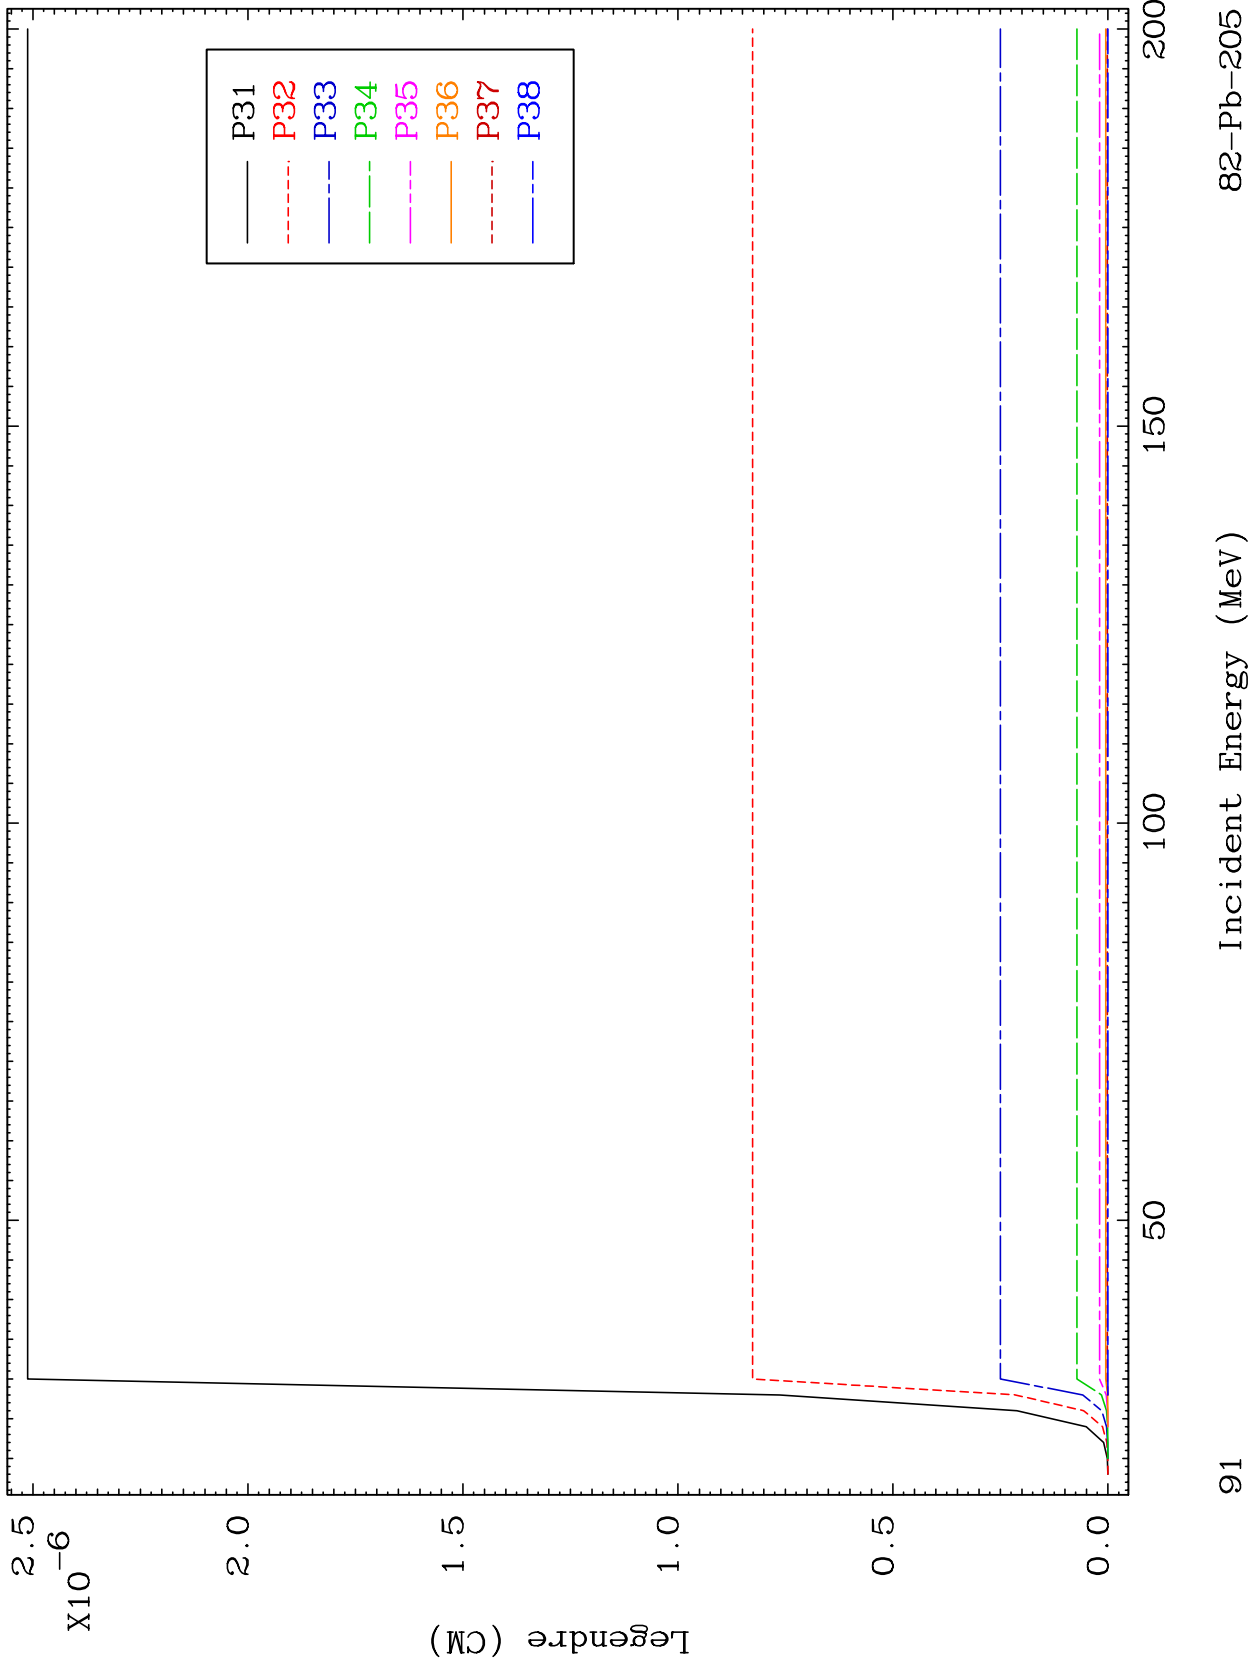 2.5
X10-6
2.0
1.5
1.0
0.5
0.0
Legendre (CM)
P31
P32
P33
P34
P35
P36
P37
P38
50
100
150
200
Incident Energy (MeV)
91
82-Pb-205